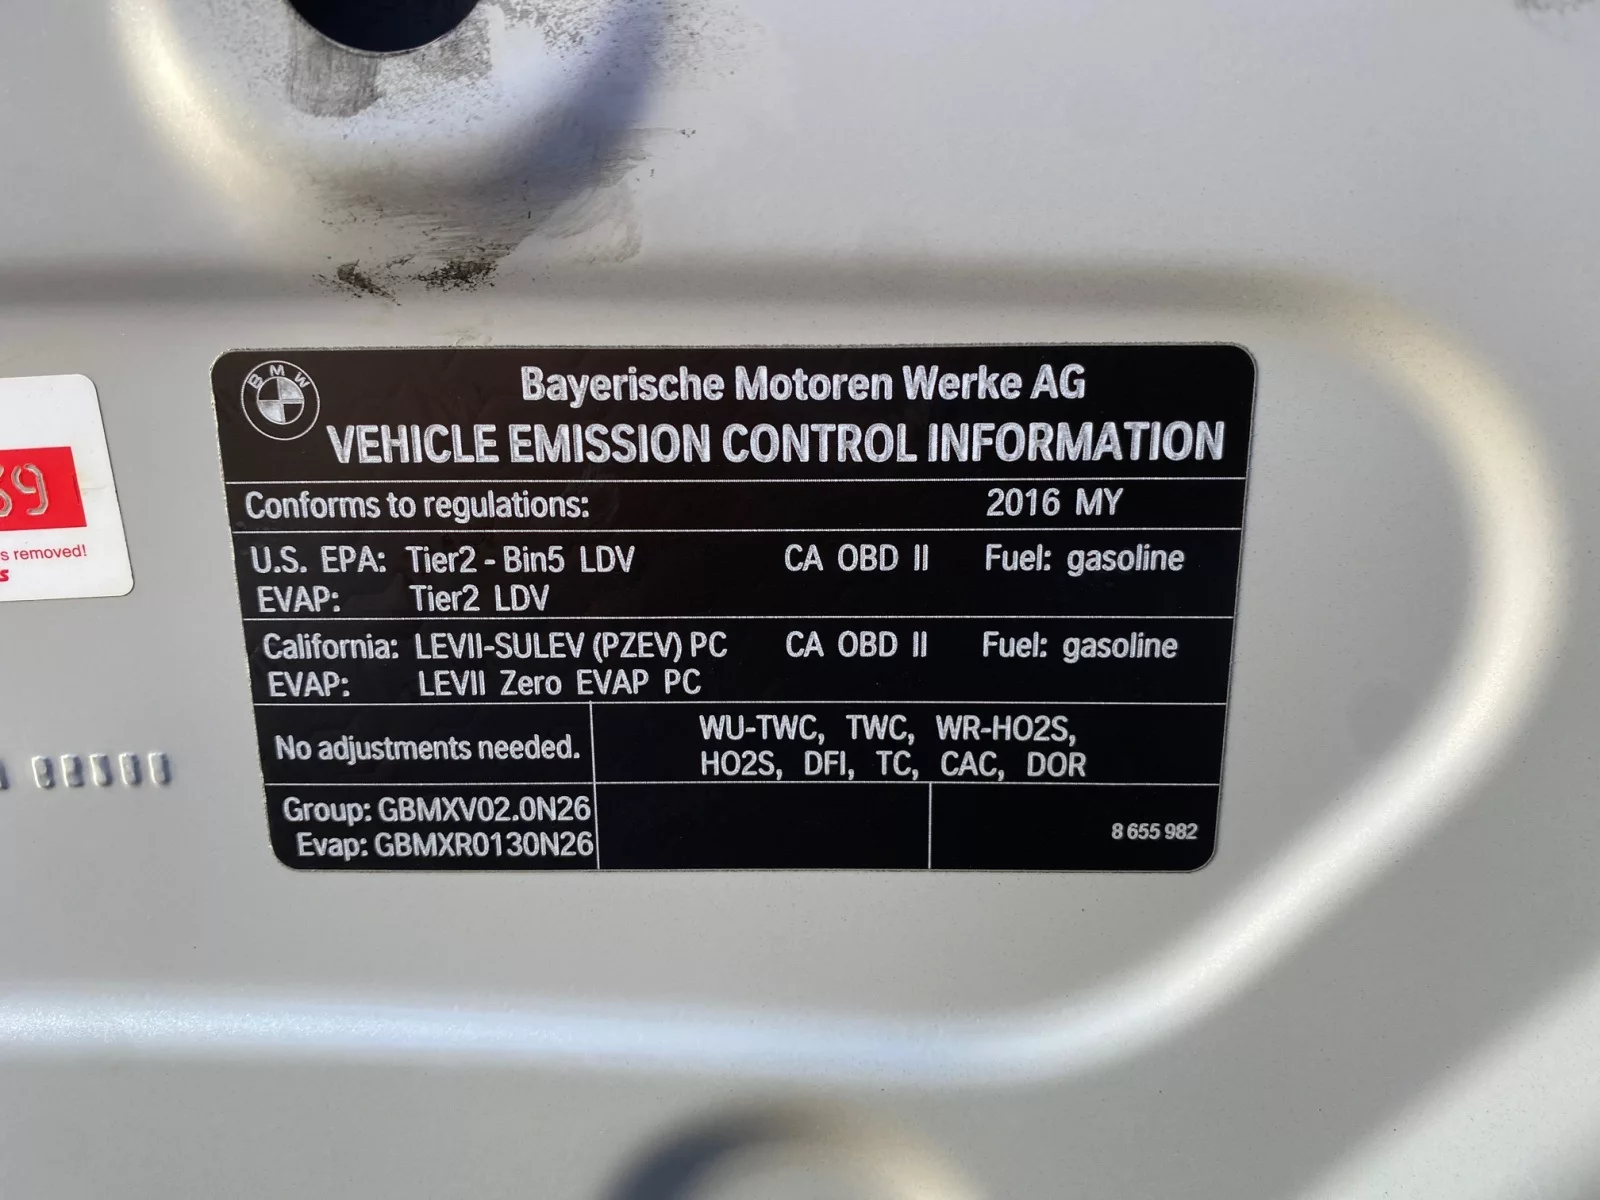 BMW
Bayerische Motoren Werke AG
VEHICLE EMISSION CONTROL INFORMATION
Conforms to regulations: 2016 MY
U.S. EPA: Tier2 - Bin5 LDV CA OBD II Fuel: gasoline
EVAP: Tier2 LDV
California: LEVII-SULEV (PZEV) PC CA OBD II Fuel: gasoline
EVAP: LEVII Zero EVAP PC
No adjustments needed.
WU-TWC, TWC, WR-HO2S,
HO2S, DFI, TC, CAC, DOR
Group: GBMXV02.0N26
Evap: GBMXR0130N26
8 655 982
removed!